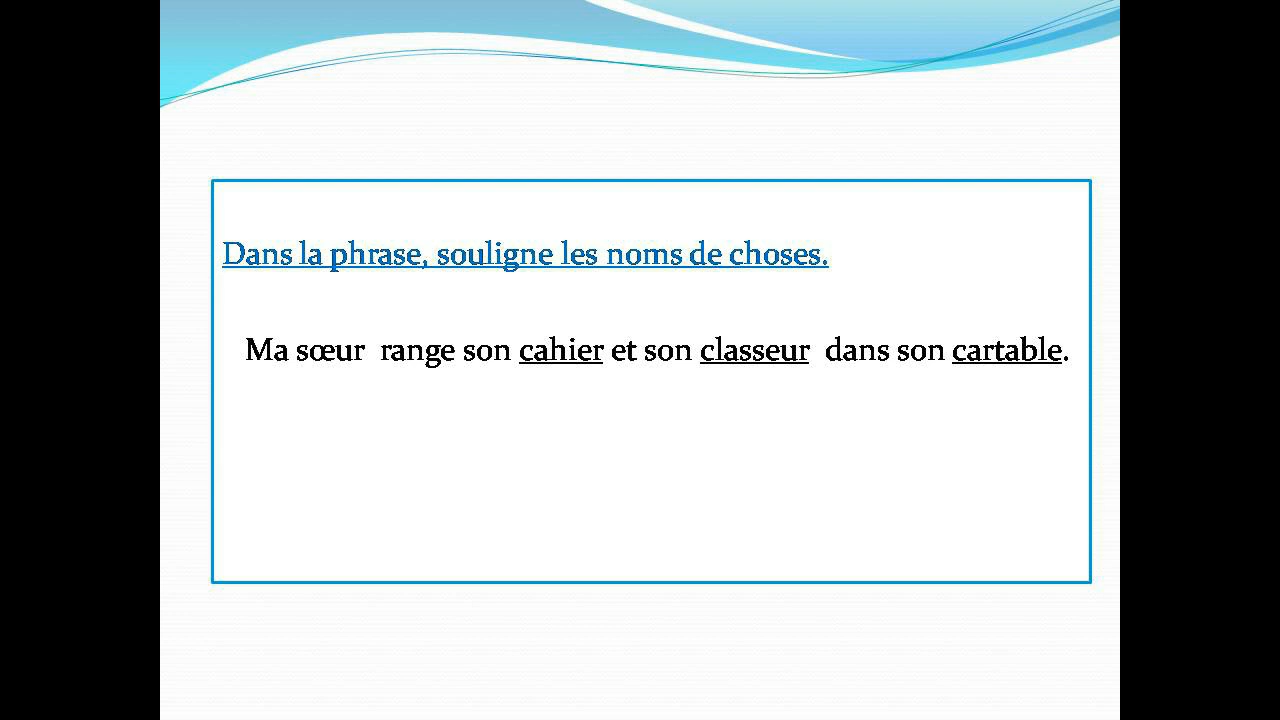 Dans la phrase, souligne les noms de choses.
Ma sœur  range son cahier et son classeur  dans son cartable.